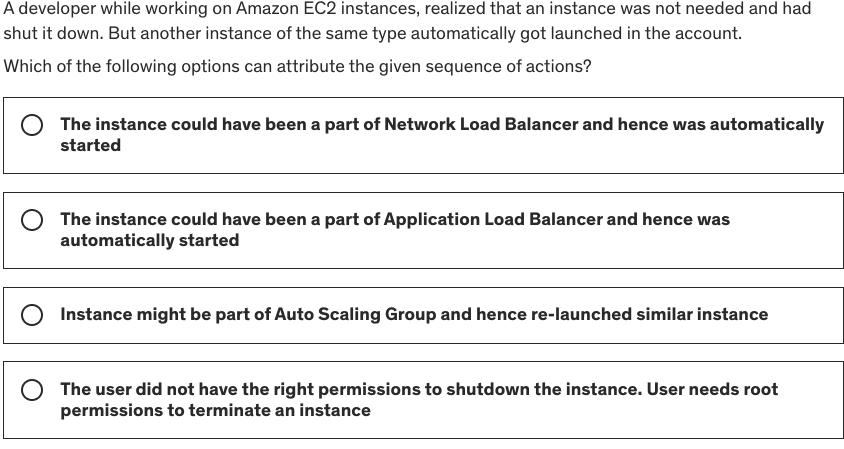 A developer while working on Amazon EC2 instances, realized that an instance was not needed and had
shut it down. But another instance of the same type automatically got launched in the account.
Which of the following options can attribute the given sequence of actions?
The instance could have been a part of Network Load Balancer and hence was automatically
started
The instance could have been a part of Application Load Balancer and hence was
automatically started
Instance might be part of Auto Scaling Group and hence re-launched similar instance
The user did not have the right permissions to shutdown the instance. User needs root
permissions to terminate an instance